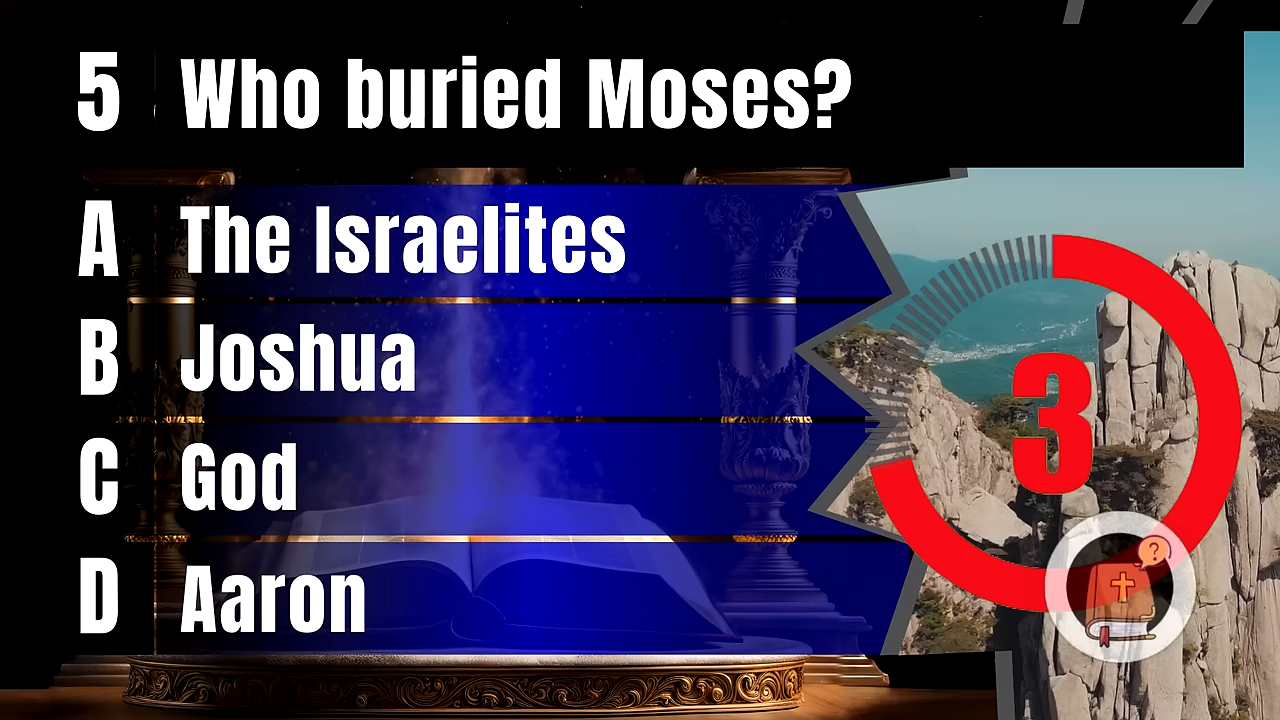 5 Who buried Moses?
A The Israelites
B Joshua
C God
D Aaron
3
?